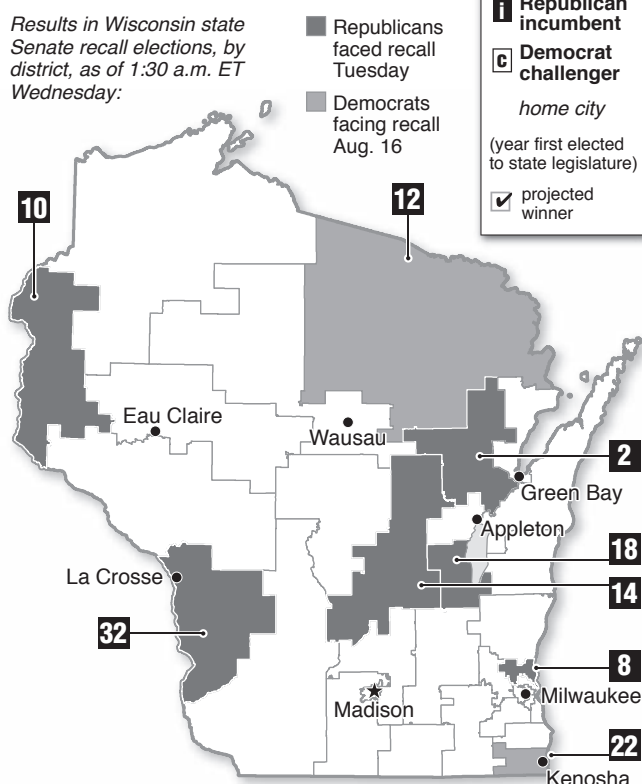 Results in Wisconsin state
Senate recall elections, by
district, as of 1:30 a.m. ET
Wednesday:
Republicans
faced recall
Tuesday
Democrats
facing recall
Aug. 16
i Republican
incumbent
c Democrat
challenger
home city
(year first elected
to state legislature)
✔ projected
winner
10
12
Eau Claire
Wausau
2
Green Bay
Appleton
18
La Crosse
14
32
8
Milwaukee
Madison
22
Kenosha